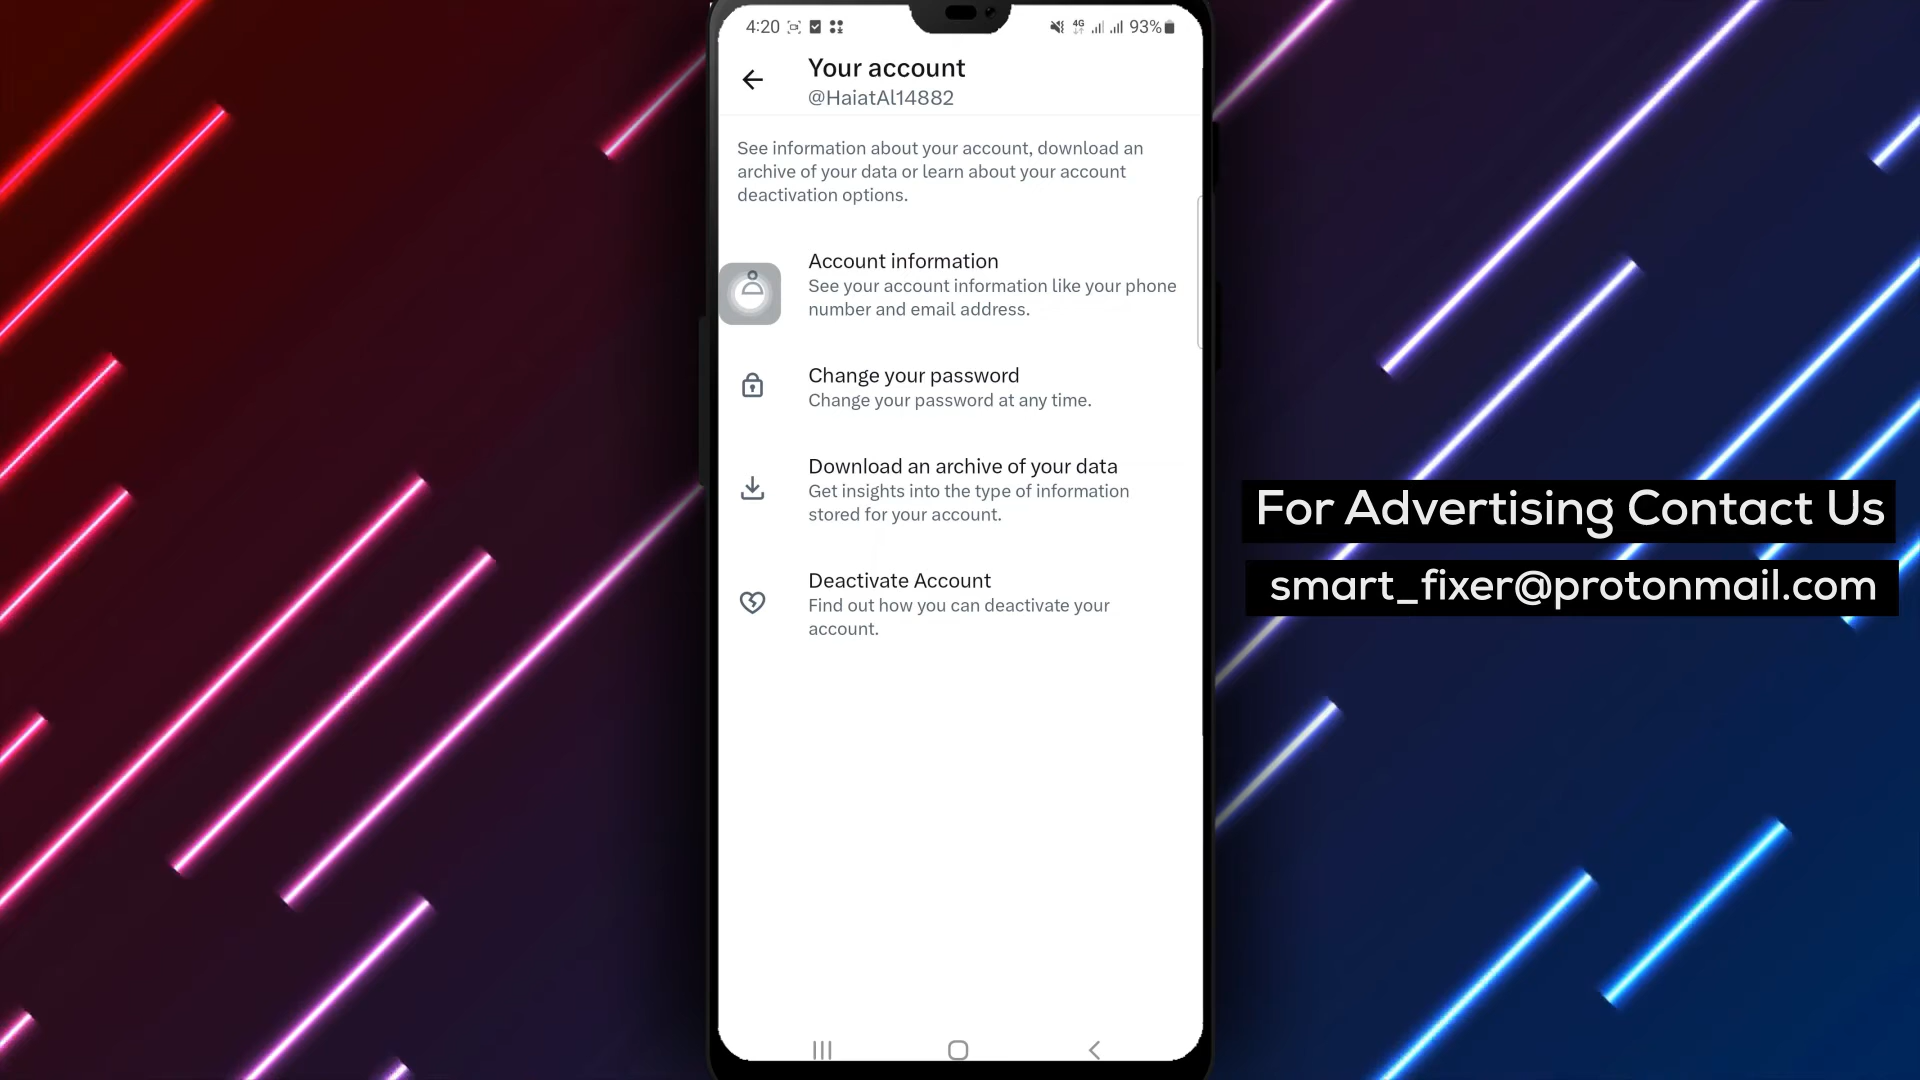 4:20
4G 93%
Your account
@HaiatAl14882
See information about your account, download an
archive of your data or learn about your account
deactivation options.
Account information
See your account information like your phone
number and email address.
Change your password
Change your password at any time.
Download an archive of your data
Get insights into the type of information
stored for your account.
Deactivate Account
Find out how you can deactivate your
account.
For Advertising Contact Us
smart_fixer@protonmail.com